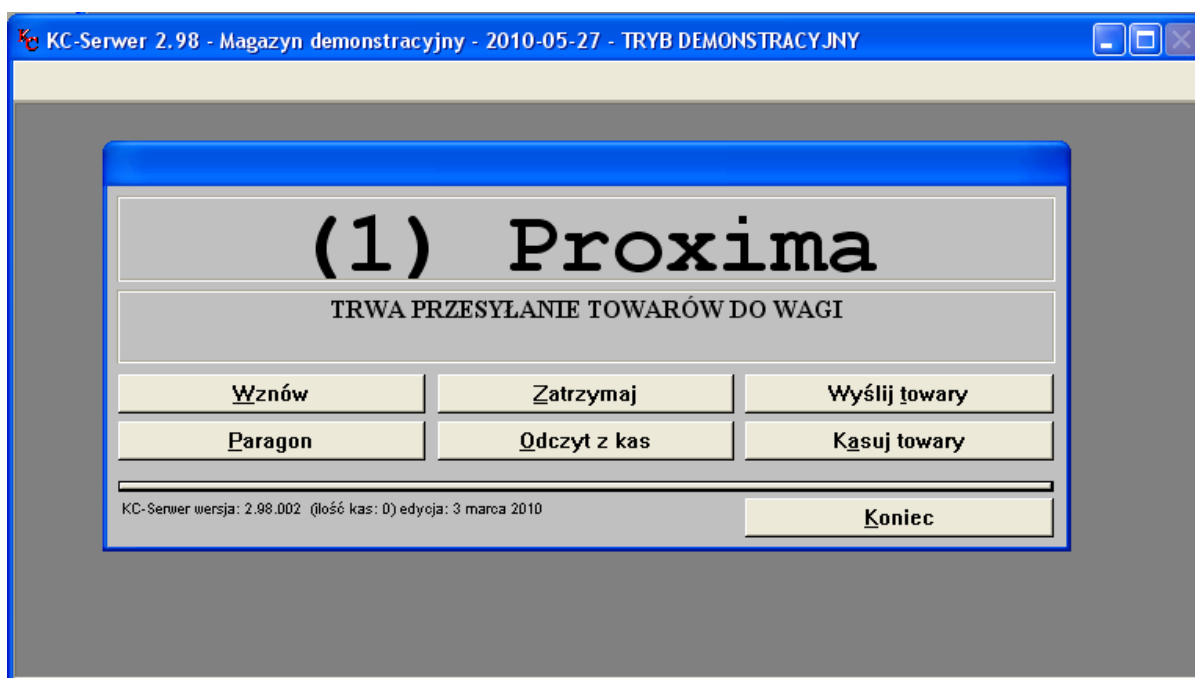 KC-Serwer 2.98 - Magazyn demonstracyjny - 2010-05-27 - TRYB DEMONSTRACYJNY
(1) Proxima
TRWA PRZESYŁANIE TOWARÓW DO WAGI
Wznów Zatrzymaj Wyślij towary
Paragon Odczyt z kas Kasuj towary
KC-Serwer wersja: 2.98.002 (ilość kas: 0) edycja: 3 marca 2010
Koniec